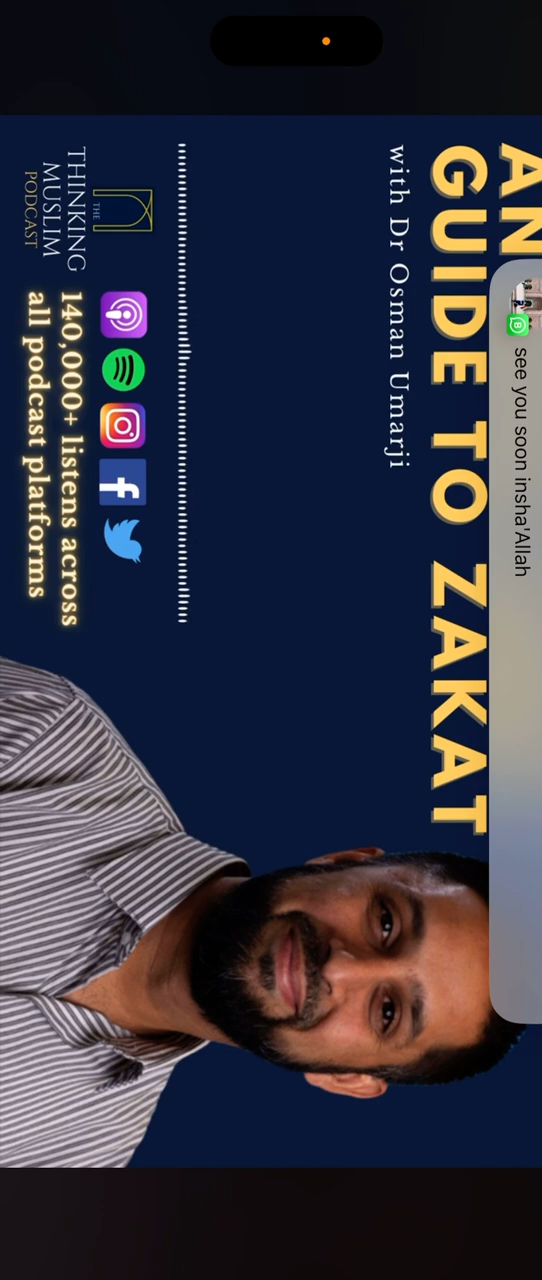 see you soon insha'Allah
AN
GUIDE TO ZAKAT
with Dr Osman Umarji
THE
THINKING
MUSLIM
PODCAST
140,000+ listens across
all podcast platforms